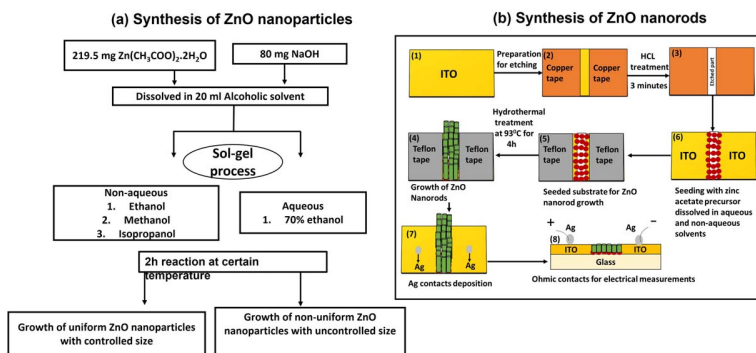 (a) Synthesis of ZnO nanoparticles
219.5 mg Zn(CH3COO)2.2H2O
80 mg NaOH
Dissolved in 20 ml Alcoholic solvent
Sol-gel
process
Non-aqueous
1. Ethanol
2. Methanol
3. Isopropanol
Aqueous
1. 70% ethanol
2h reaction at certain
temperature
Growth of uniform ZnO nanoparticles
with controlled size
Growth of non-uniform ZnO
nanoparticles with uncontrolled size
(b) Synthesis of ZnO nanorods
(1)
ITO
Preparation
for etching
(2)
Copper
tape
Copper
tape
HCL
treatment
3 minutes
(3)
Etched part
(4)
Teflon
tape
Teflon
tape
Growth of ZnO
Nanorods
Hydrothermal
treatment
at 93⁰C for
4h
(5)
Teflon
tape
Teflon
tape
Seeded substrate for ZnO
nanorod growth
(6)
ITO
ITO
Seeding with zinc
acetate precursor
dissolved in aqueous
and non-aqueous
solvents
(7)
Ag
Ag
Ag contacts deposition
+
Ag
Ag
−
(8)
ITO
ITO
Glass
Ohmic contacts for electrical measurements